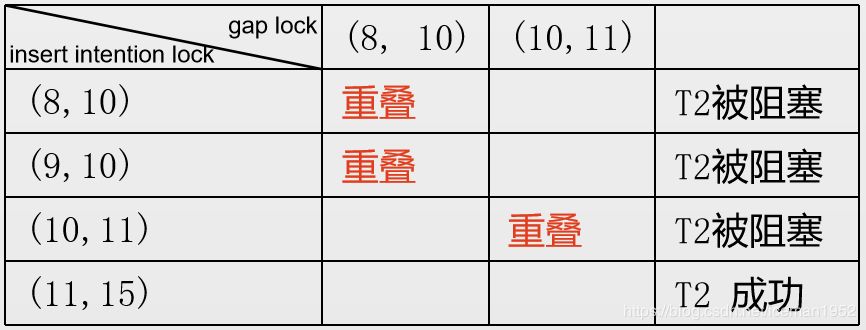 gap lock
insert intention lock
(8, 10)
(10,11)
(8,10) 重叠 T2被阻塞
(9,10) 重叠 T2被阻塞
(10,11) 重叠 T2被阻塞
(11,15) T2 成功
https://blog.csdn.net/iceman1952